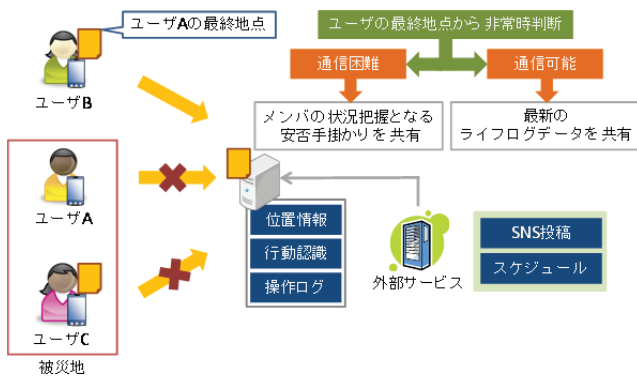 ユーザAの最終地点
ユーザの最終地点から非常時判断
通信困難
通信可能
ユーザB
メンバの状況把握となる
安否手掛かりを共有
最新の
ライフログデータを共有
ユーザA
位置情報
行動認識
操作ログ
SNS投稿
スケジュール
外部サービス
ユーザC
被災地